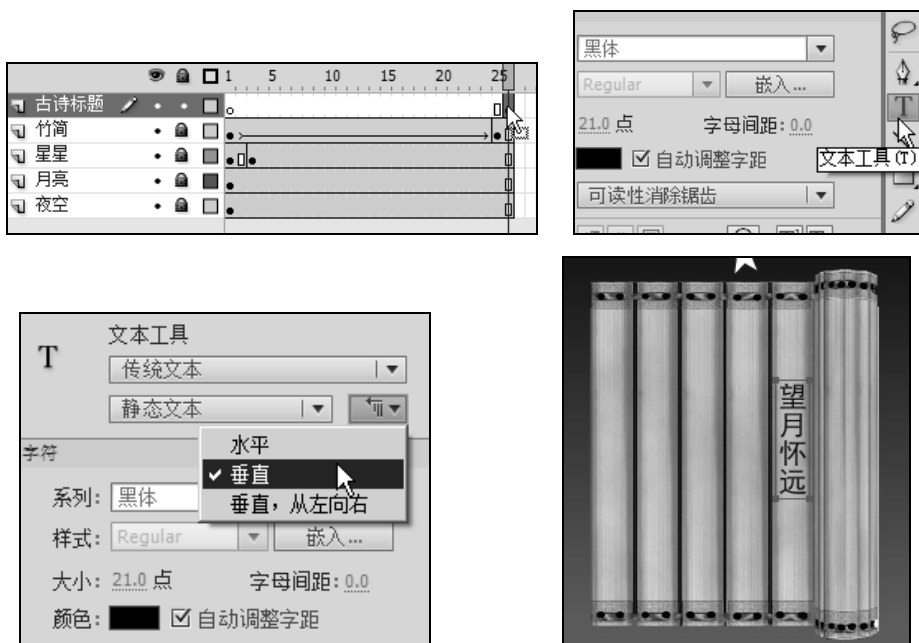 1 5 10 15 20 25
古诗标题
竹简
星星
月亮
夜空
黑体
Regular 嵌入...
21.0 点 字母间距: 0.0
自动调整字距
可读性消除锯齿
T
文本工具(T)
T
文本工具
传统文本
静态文本
水平
垂直
垂直，从左向右
字符
系列: 黑体
样式: Regular 嵌入...
大小: 21.0 点 字母间距: 0.0
颜色: 自动调整字距
望月怀远